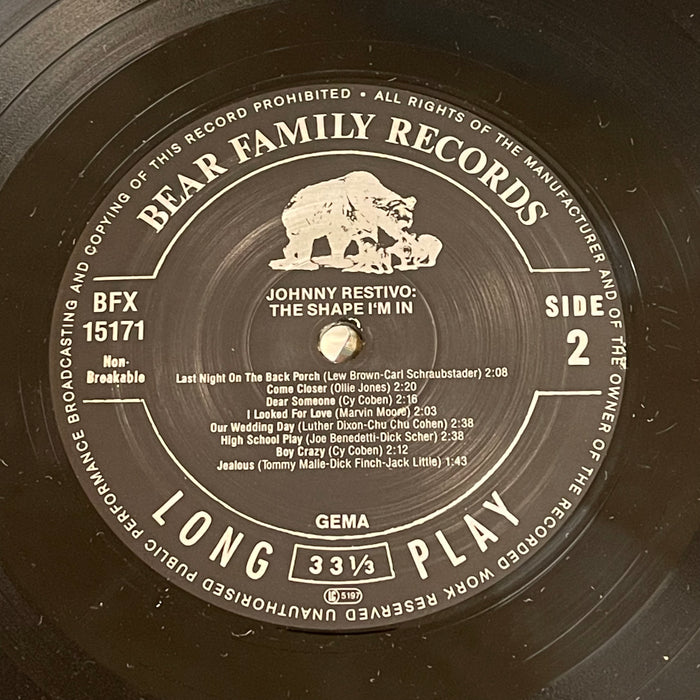 ALL RIGHTS OF THE MANUFACTURER AND OF THE OWNER OF THE RECORDED WORK RESERVED UNAUTHORISED PUBLIC PERFORMANCE BROADCASTING AND COPYING OF THIS RECORD PROHIBITED •
BEAR FAMILY RECORDS
JOHNNY RESTIVO:
THE SHAPE I'M IN
BFX
15171
Non-
Breakable
SIDE
2
Last Night On The Back Porch (Lew Brown-Carl Schraubstader) 2:08
Come Closer (Ollie Jones) 2:20
Dear Someone (Cy Coben) 2:16
I Looked For Love (Marvin Moore) 2:03
Our Wedding Day (Luther Dixon-Chu Chu Cohen) 2:38
High School Play (Joe Benedetti-Dick Scher) 2:38
Boy Crazy (Cy Coben) 2:12
Jealous (Tommy Malie-Dick Finch-Jack Little) 1:43
GEMA
LONG PLAY
33 1/3
LC 5197